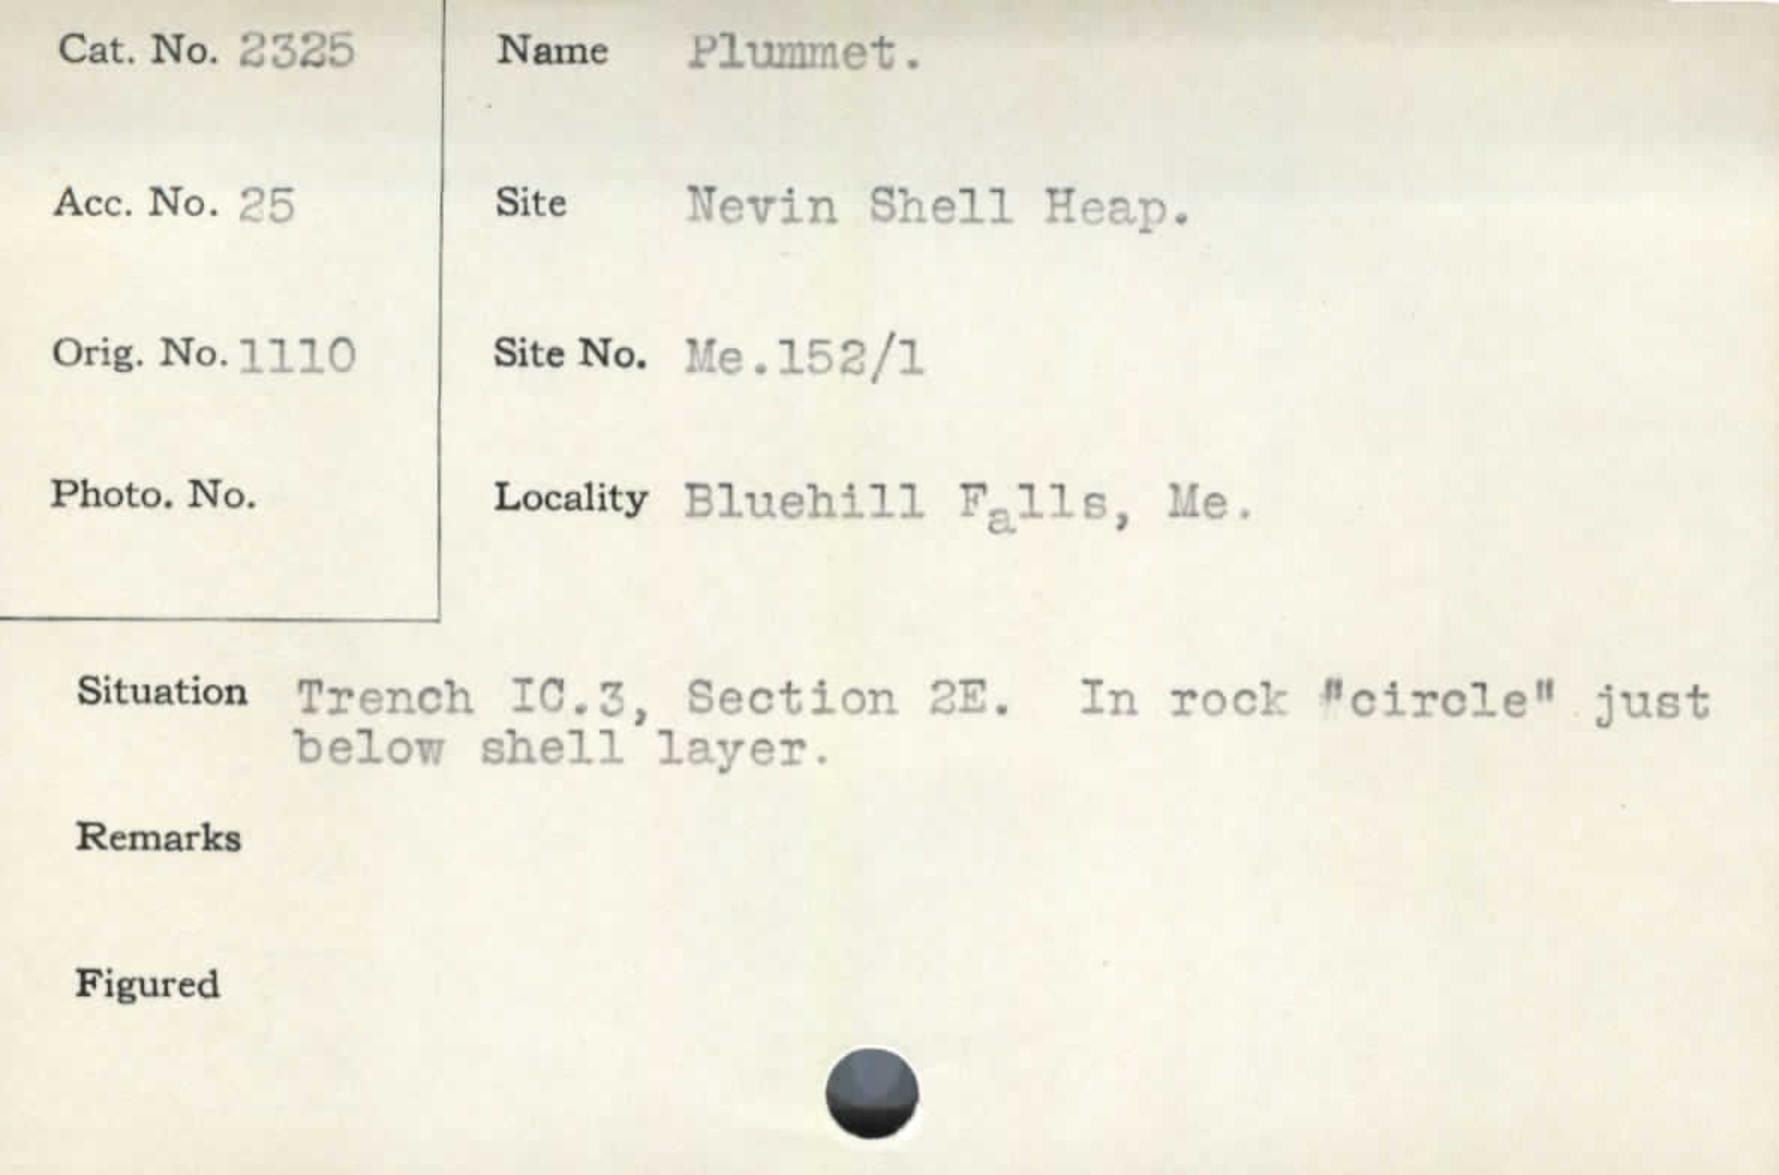 Cat. No. 2325
Name Plummet.
Acc. No. 25
Site Nevin Shell Heap.
Orig. No. 1110
Site No. Me.152/1
Photo. No.
Locality Bluehill Falls, Me.
Situation Trench IC.3, Section 2E. In rock "circle" just
below shell layer.
Remarks
Figured